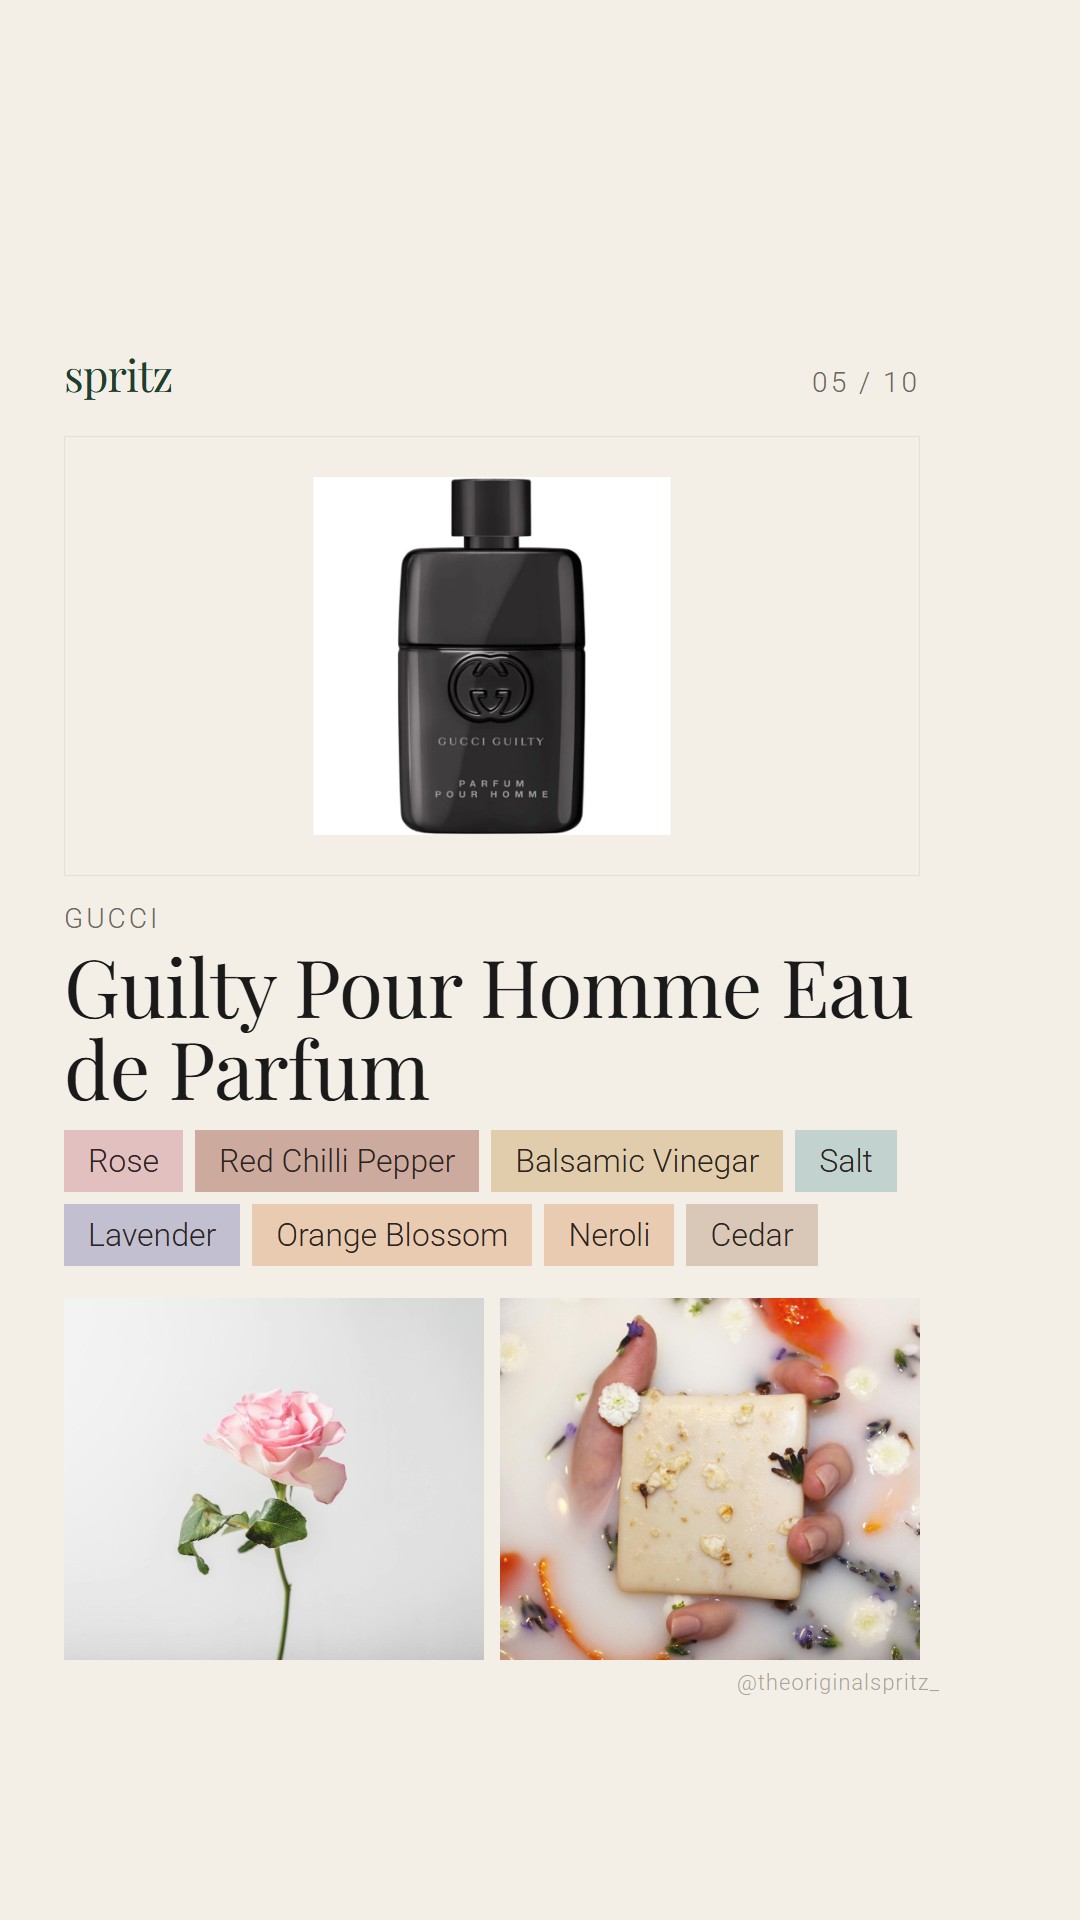 spritz
05 / 10
GUCCI GUILTY
PARFUM
POUR HOMME
GUCCI
Guilty Pour Homme Eau
de Parfum
Rose Red Chilli Pepper Balsamic Vinegar Salt
Lavender Orange Blossom Neroli Cedar
@theoriginalspritz_